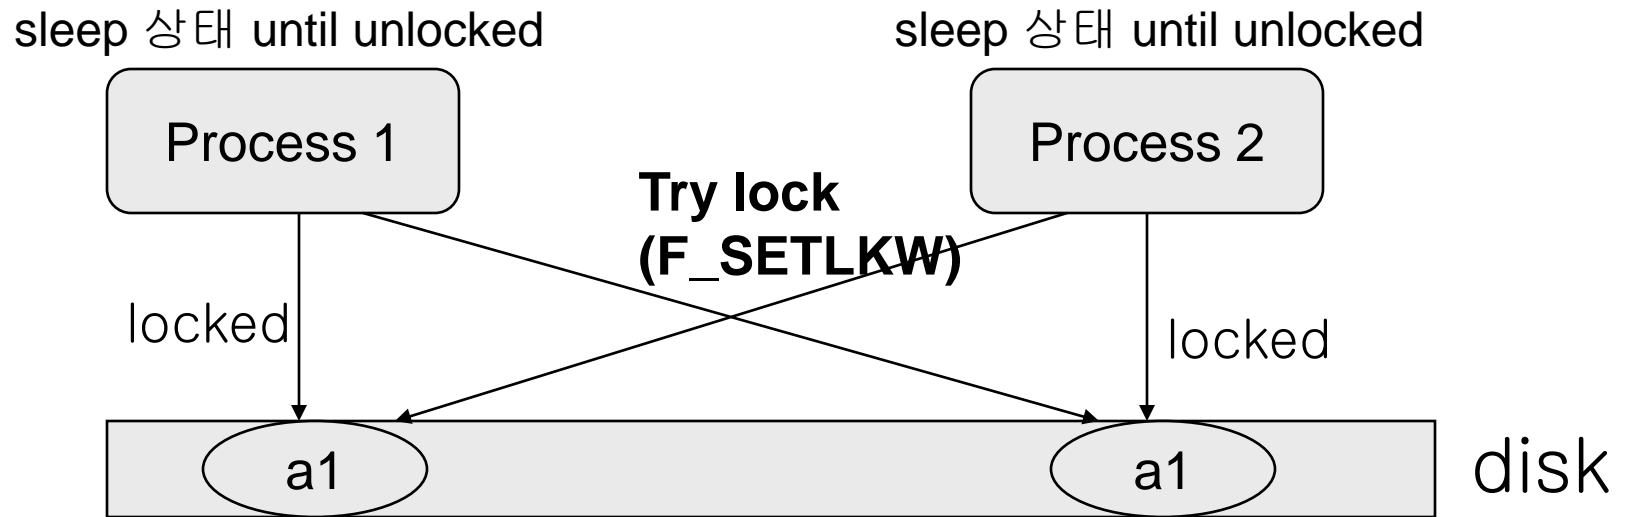 sleep 상태 until unlocked
sleep 상태 until unlocked
Process 1
Process 2
Try lock
(F_SETLKW)
locked
locked
a1
a1
disk